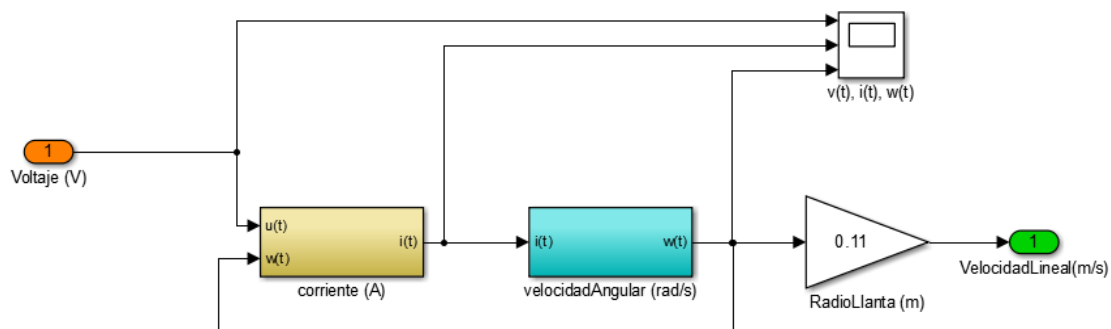 v(t), i(t), w(t)
1
Voltaje (V)
u(t)
w(t)
i(t)
corriente (A)
i(t)
w(t)
velocidadAngular (rad/s)
0.11
RadioLlanta (m)
1
VelocidadLineal(m/s)